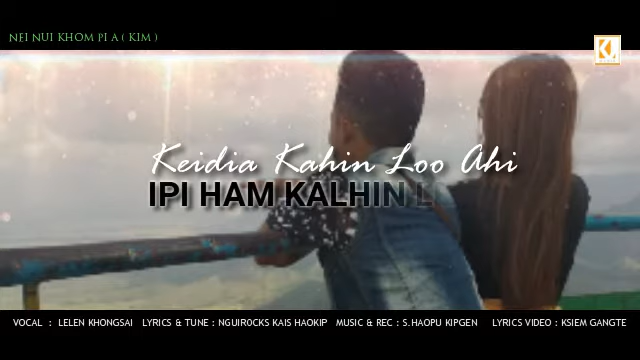 NEI NUI KHOM PI A ( KIM )
Keidia Kahin Loo Ahi
IPI HAM KALHIN L
VOCAL : LELEN KHONGSAI LYRICS & TUNE : NGUIROCKS KAIS HAOKIP MUSIC & REC : S.HAOPU KIPGEN LYRICS VIDEO : KSIEM GANGTE